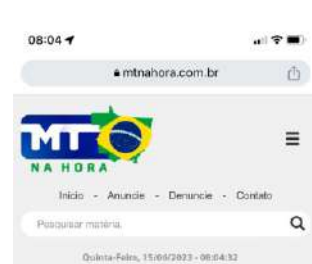 08:04
mtnahora.com.br
MT
NA HORA
Início - Anuncie - Denuncie - Contato
Pesquisar matéria.
Quinta-Feira, 15/06/2023 - 08:04:32